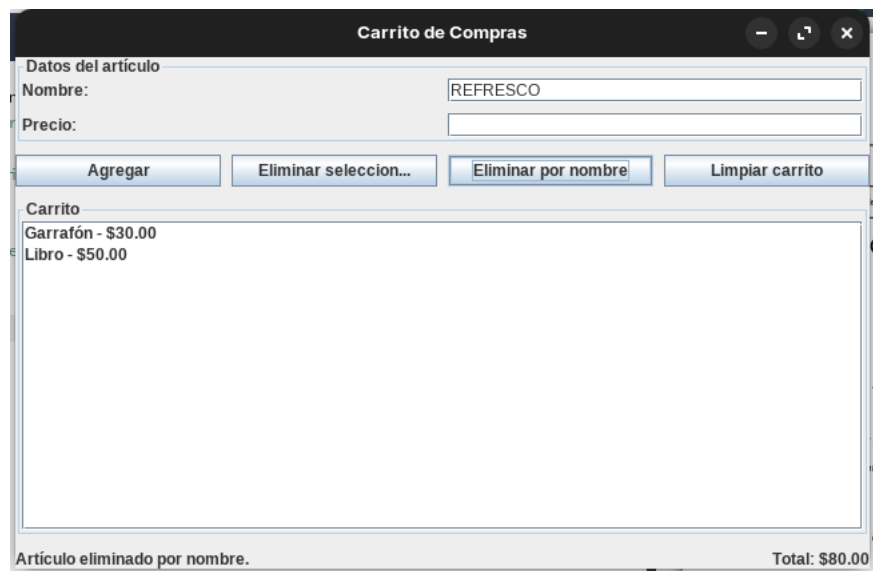 Carrito de Compras
Datos del artículo
Nombre: REFRESCO
Precio:
Agregar Eliminar seleccion... Eliminar por nombre Limpiar carrito
Carrito
Garrafón - $30.00
Libro - $50.00
Artículo eliminado por nombre. Total: $80.00